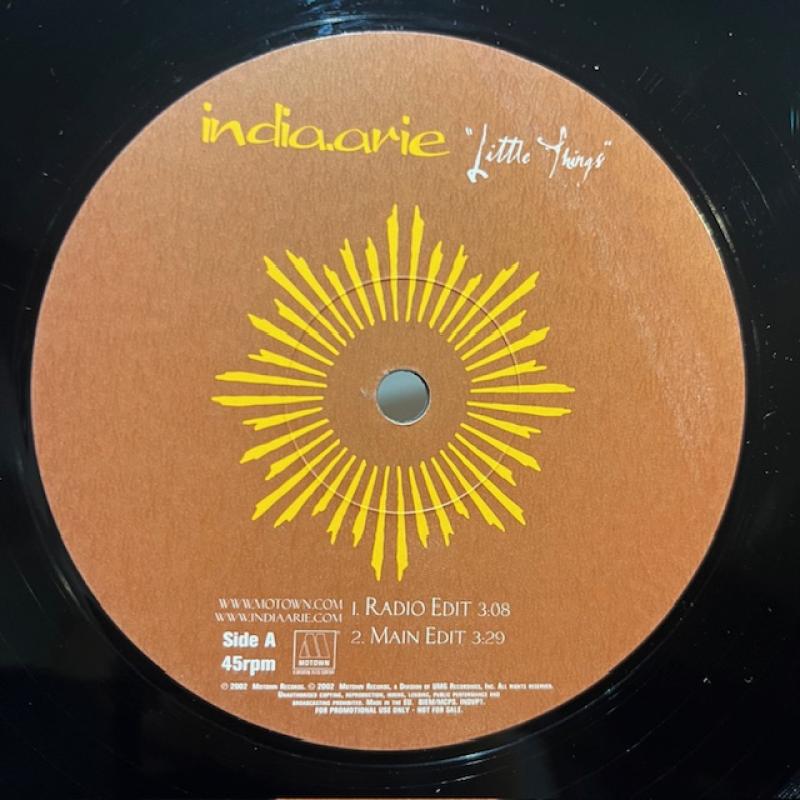 india.arie "Little Things"
WWW.MOTOWN.COM
WWW.INDIAARIE.COM
1. RADIO EDIT 3:08
2. MAIN EDIT 3:29
Side A
45rpm
MOTOWN
℗ 2002 MOTOWN RECORDS. © 2002 MOTOWN RECORDS, A DIVISION OF UMG RECORDINGS, INC. ALL RIGHTS RESERVED.
UNAUTHORISED COPYING, REPRODUCTION, HIRING, LENDING, PUBLIC PERFORMANCE AND
BROADCASTING PROHIBITED. MADE IN THE EU. BIEM/MCPS. INDVP1.
FOR PROMOTIONAL USE ONLY - NOT FOR SALE.